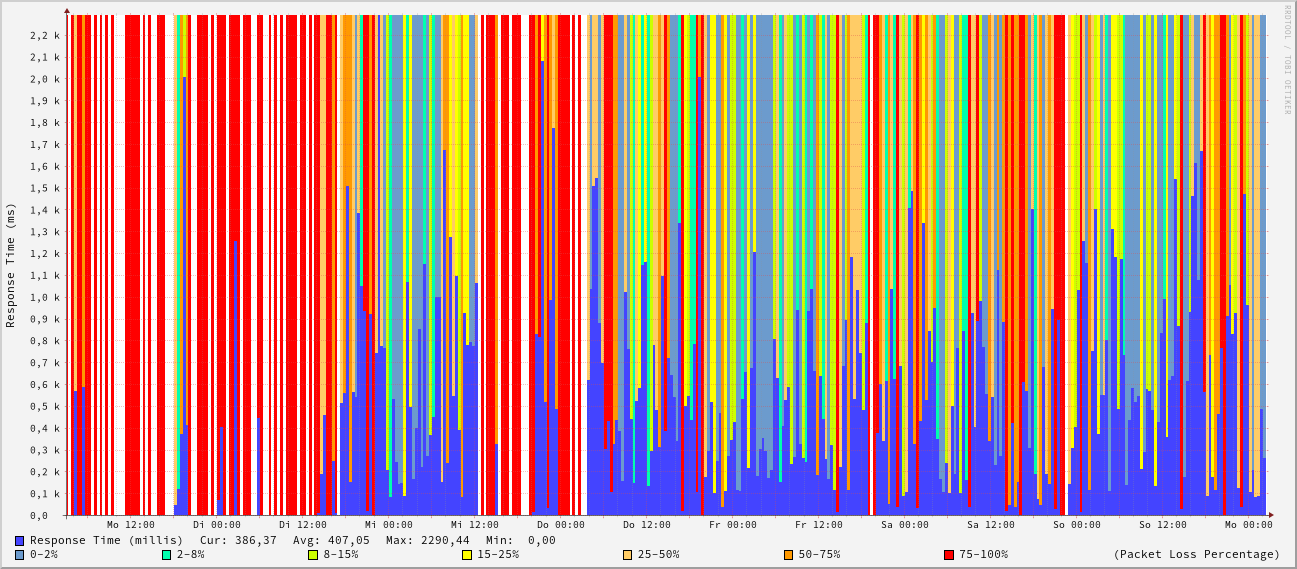 RRDTOOL / TOBI OETIKER
Response Time (ms)
2,2 k
2,1 k
2,0 k
1,9 k
1,8 k
1,7 k
1,6 k
1,5 k
1,4 k
1,3 k
1,2 k
1,1 k
1,0 k
0,9 k
0,8 k
0,7 k
0,6 k
0,5 k
0,4 k
0,3 k
0,2 k
0,1 k
0,0
Mo 12:00 Di 00:00 Di 12:00 Mi 00:00 Mi 12:00 Do 00:00 Do 12:00 Fr 00:00 Fr 12:00 Sa 00:00 Sa 12:00 So 00:00 So 12:00 Mo 00:00
Response Time (millis) Cur: 386,37 Avg: 407,05 Max: 2290,44 Min: 0,00
0-2% 2-8% 8-15% 15-25% 25-50% 50-75% 75-100% (Packet Loss Percentage)